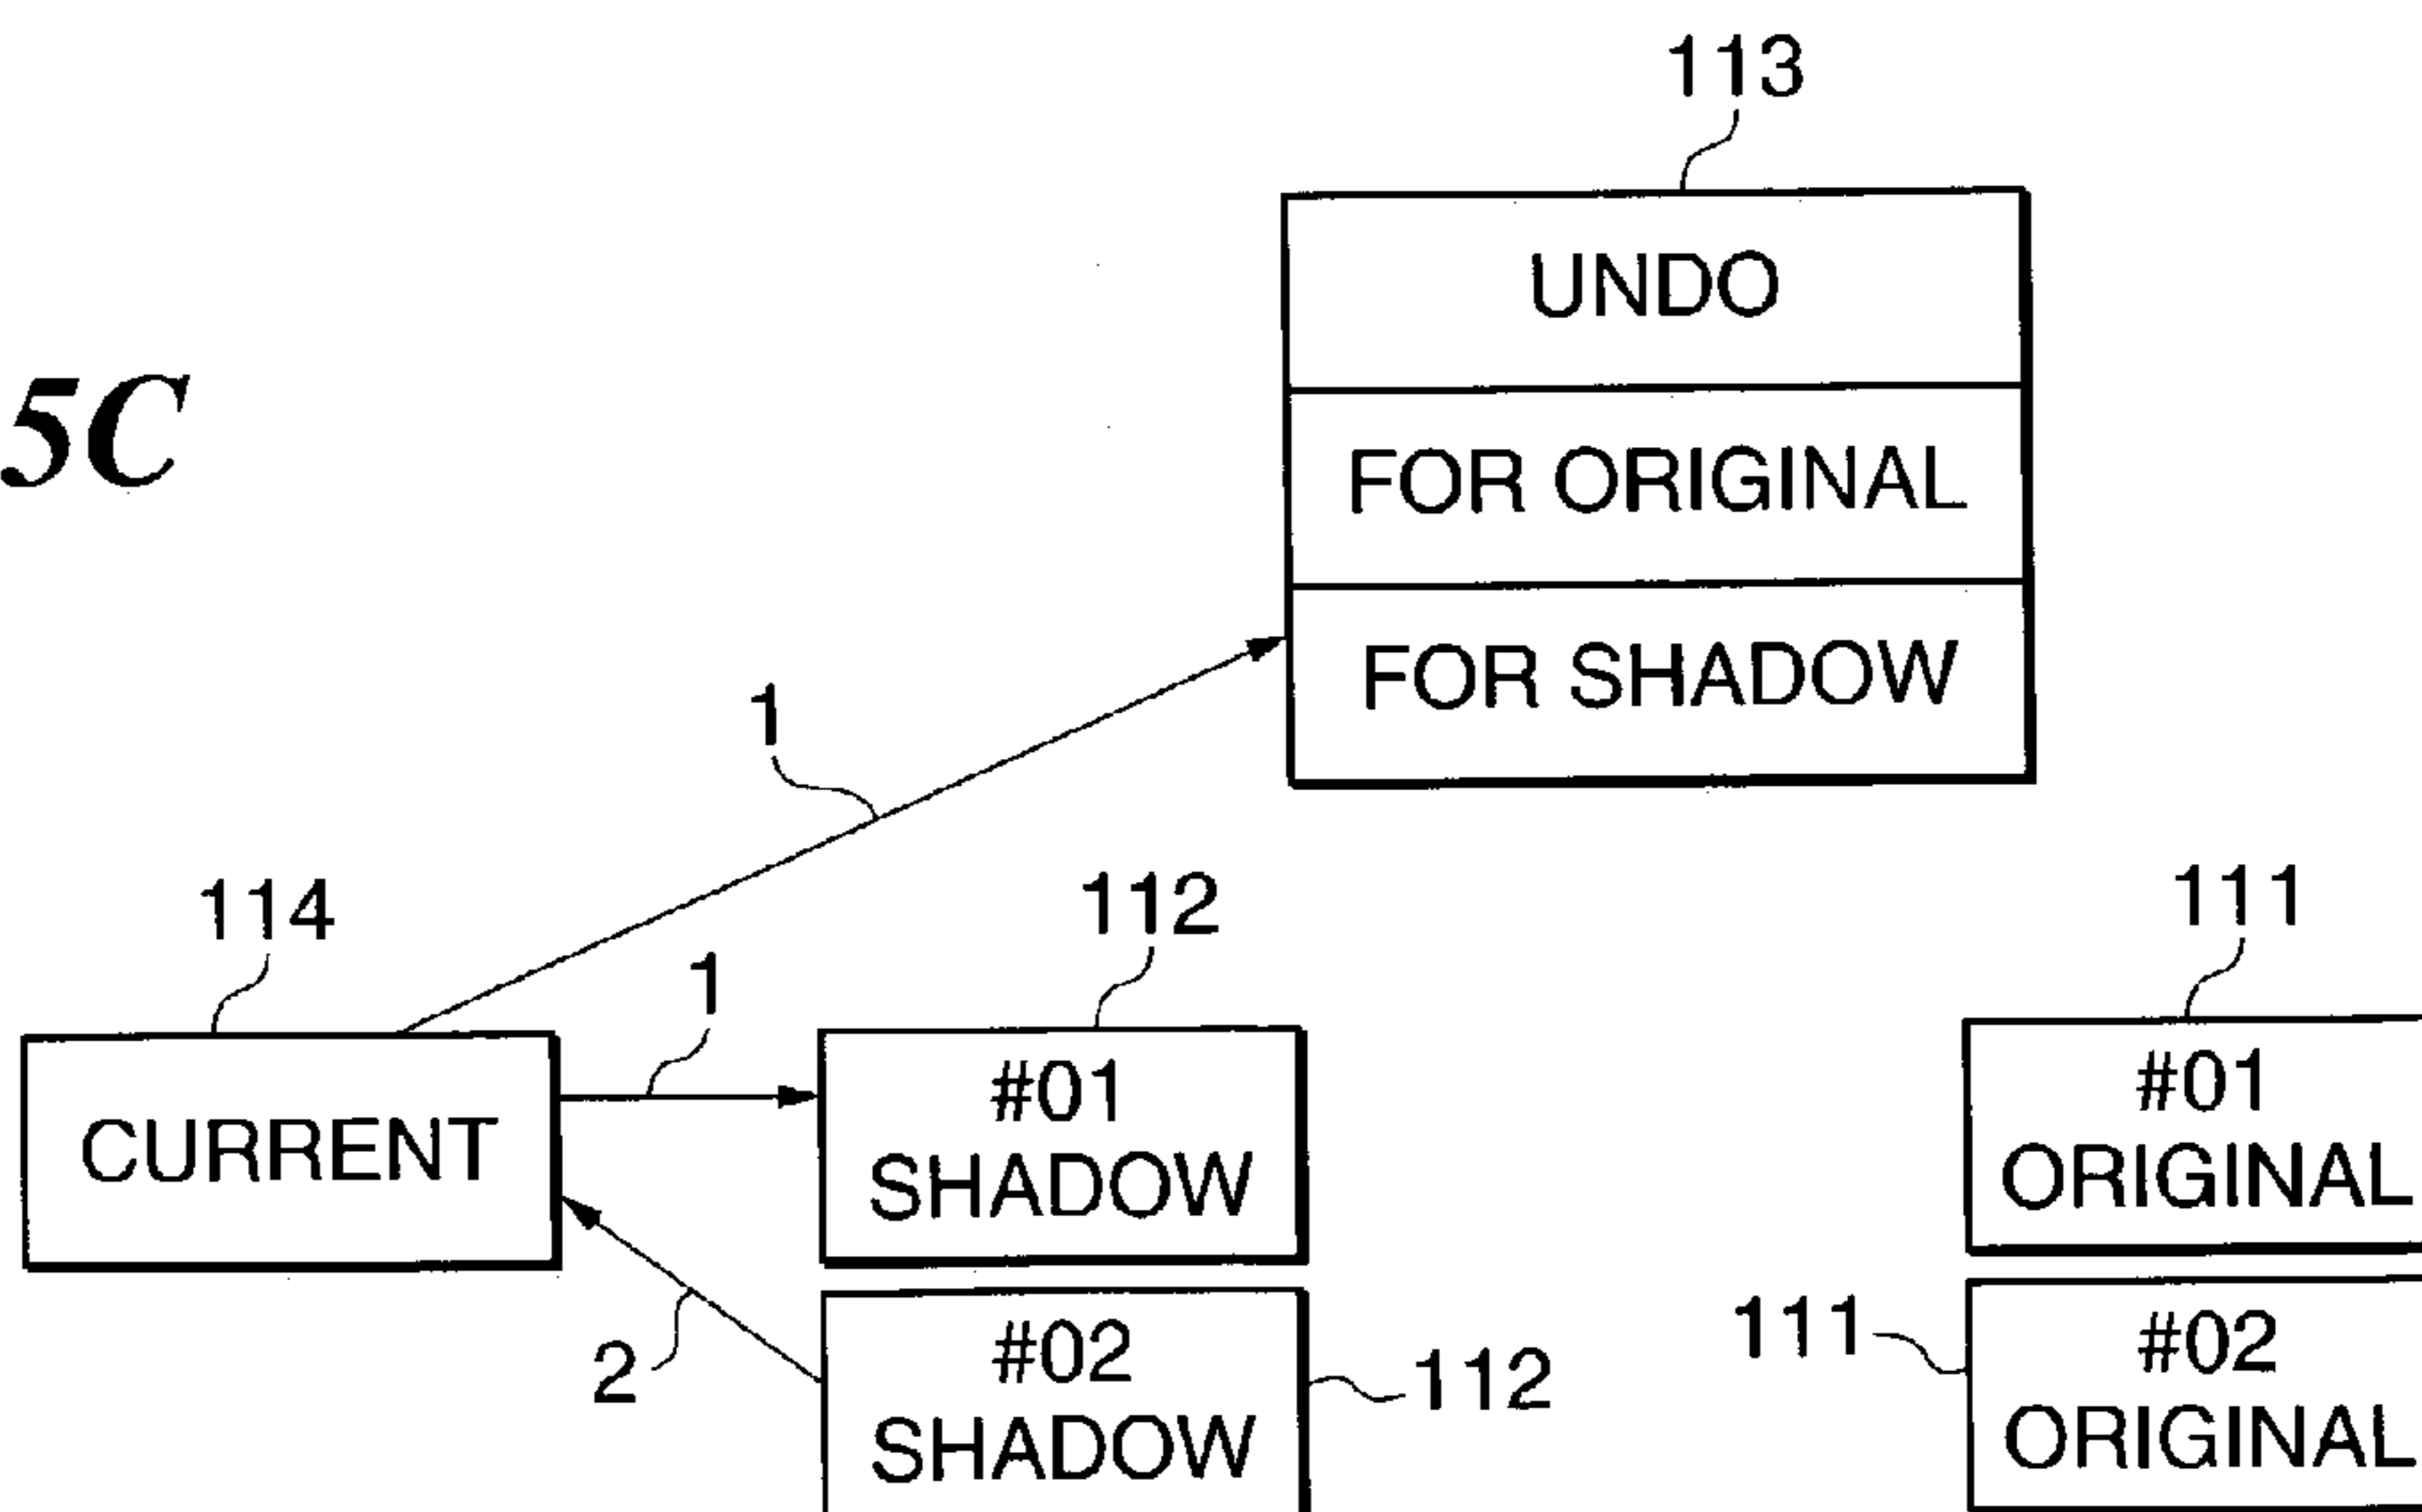 113
UNDO
5C
FOR ORIGINAL
FOR SHADOW
1
114
112
111
1
#01
SHADOW
#01
ORIGINAL
CURRENT
2
#02
SHADOW
112
111
#02
ORIGINAL